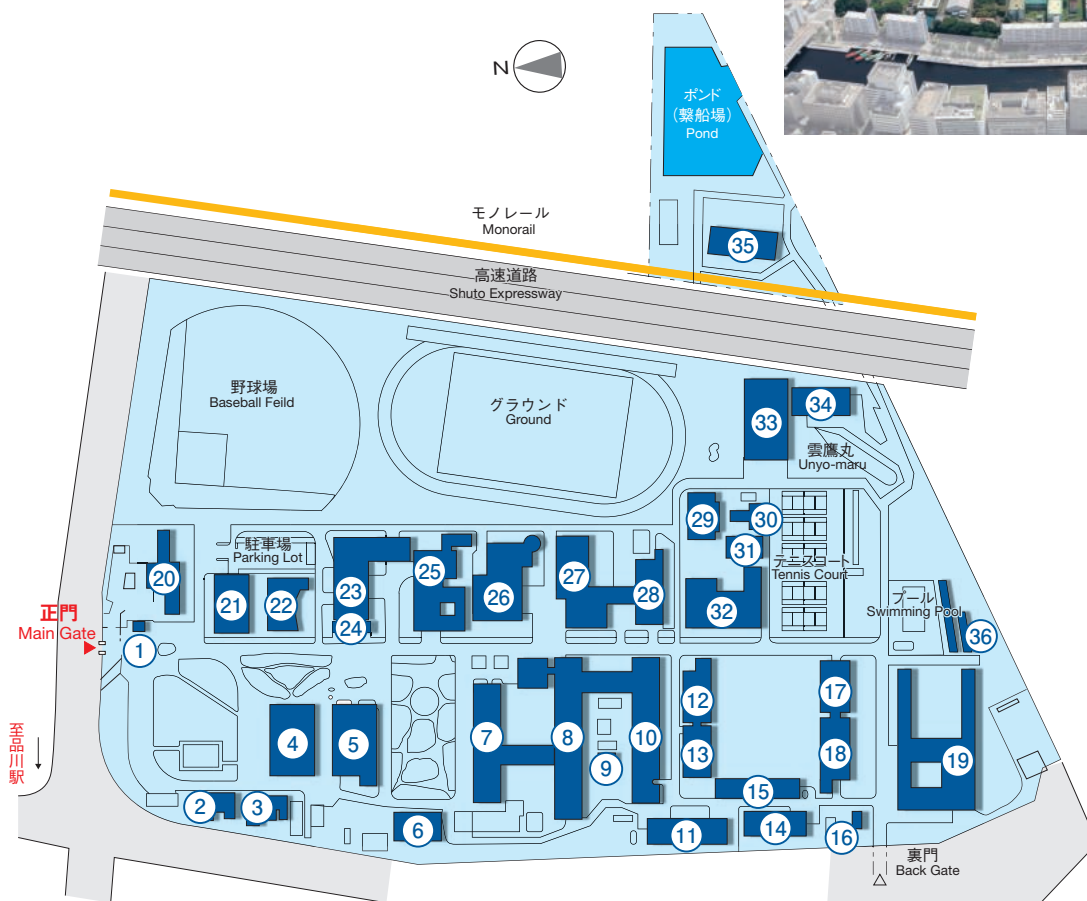 N
ポンド
(繋船場)
Pond
35
モノレール
Monorail
高速道路
Shuto Expressway
野球場
Baseball Feild
グラウンド
Ground
33
34
雲鷹丸
Unyo-maru
29
30
31
32
テニスコート
Tennis Court
プール
Swimming Pool
36
駐車場
Parking Lot
20
21
22
23
24
25
26
27
28
正門
Main Gate
1
至品川駅
2
3
4
5
6
7
8
9
10
11
12
13
14
15
16
17
18
19
裏門
Back Gate